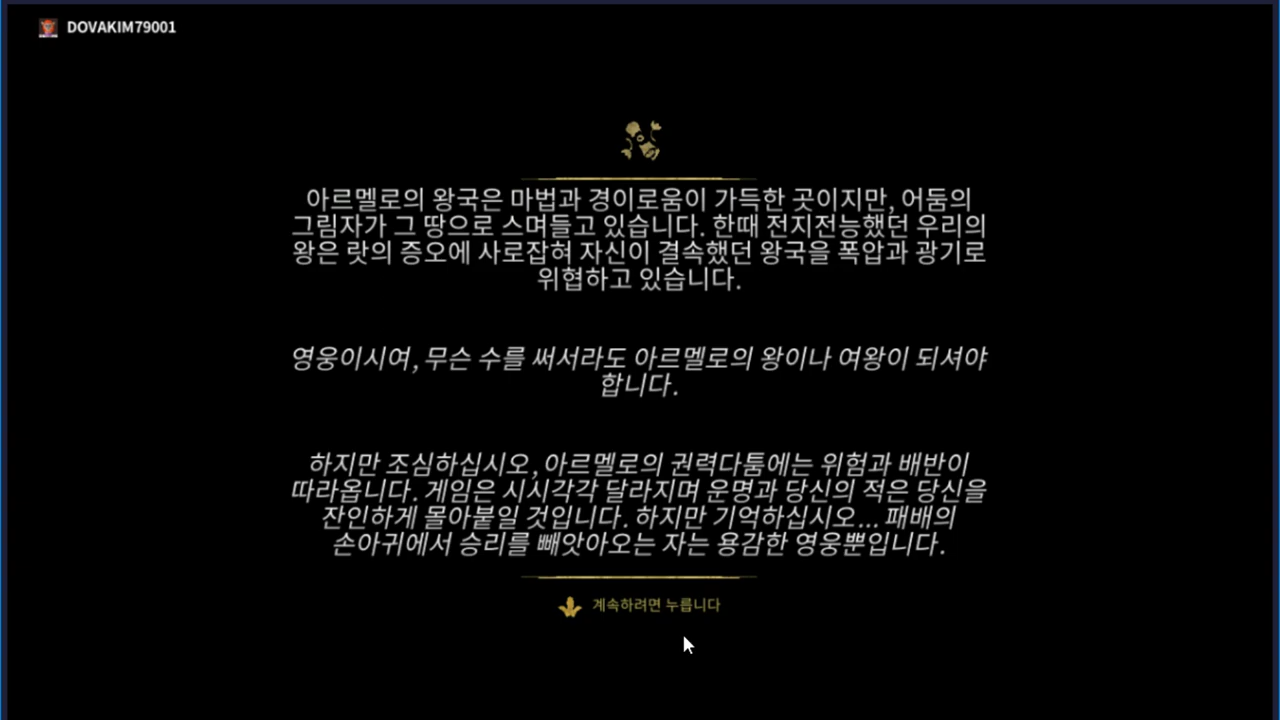 DOVAKIM79001
아르멜로의 왕국은 마법과 경이로움이 가득한 곳이지만, 어둠의
그림자가 그 땅으로 스며들고 있습니다. 한때 전지전능했던 우리의
왕은 랏의 증오에 사로잡혀 자신이 결속했던 왕국을 폭압과 광기로
위협하고 있습니다.
영웅이시여, 무슨 수를 써서라도 아르멜로의 왕이나 여왕이 되셔야
합니다.
하지만 조심하십시오, 아르멜로의 권력다툼에는 위험과 배반이
따라옵니다. 게임은 시시각각 달라지며 운명과 당신의 적은 당신을
잔인하게 몰아붙일 것입니다. 하지만 기억하십시오... 패배의
손아귀에서 승리를 빼앗아오는 자는 용감한 영웅뿐입니다.
계속하려면 누릅니다